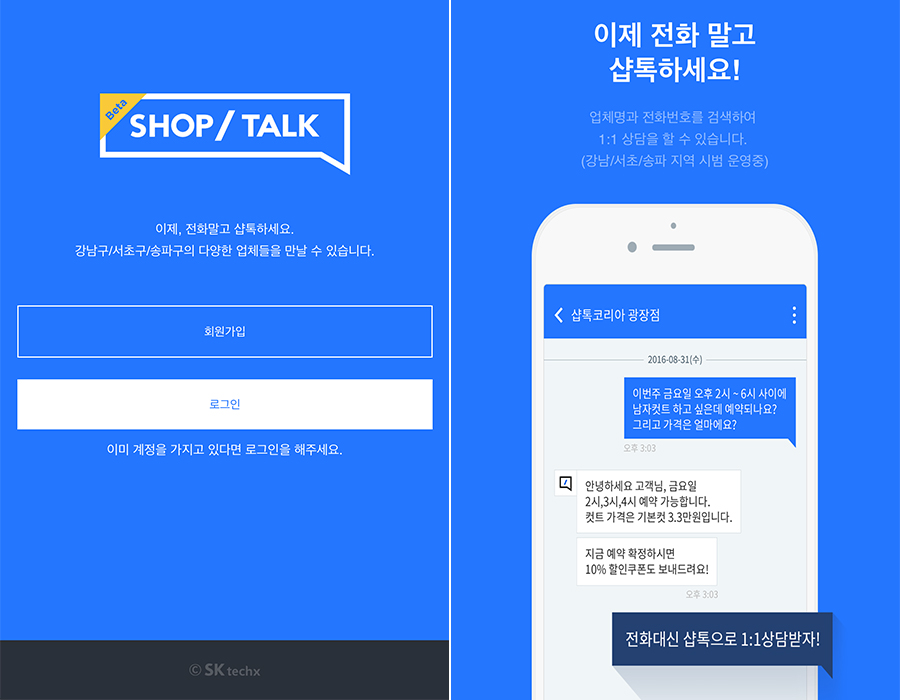 Beta
SHOP/ TALK
이제, 전화말고 샵톡하세요.
강남구/서초구/송파구의 다양한 업체들을 만날 수 있습니다.
회원가입
로그인
이미 계정을 가지고 있다면 로그인을 해주세요.
© SK techx
이제 전화 말고
샵톡하세요!
업체명과 전화번호를 검색하여
1:1 상담을 할 수 있습니다.
(강남/서초/송파 지역 시범 운영중)
샵톡코리아 광장점
2016-08-31(수)
이번주 금요일 오후 2시 ~ 6시 사이에
남자컷트 하고 싶은데 예약되나요?
그리고 가격은 얼마에요?
오후 3:03
안녕하세요 고객님, 금요일
2시,3시,4시 예약 가능합니다.
컷트 가격은 기본컷 3.3만원입니다.
지금 예약 확정하시면
10% 할인쿠폰도 보내드려요!
오후 3:03
전화대신 샵톡으로 1:1상담받자!